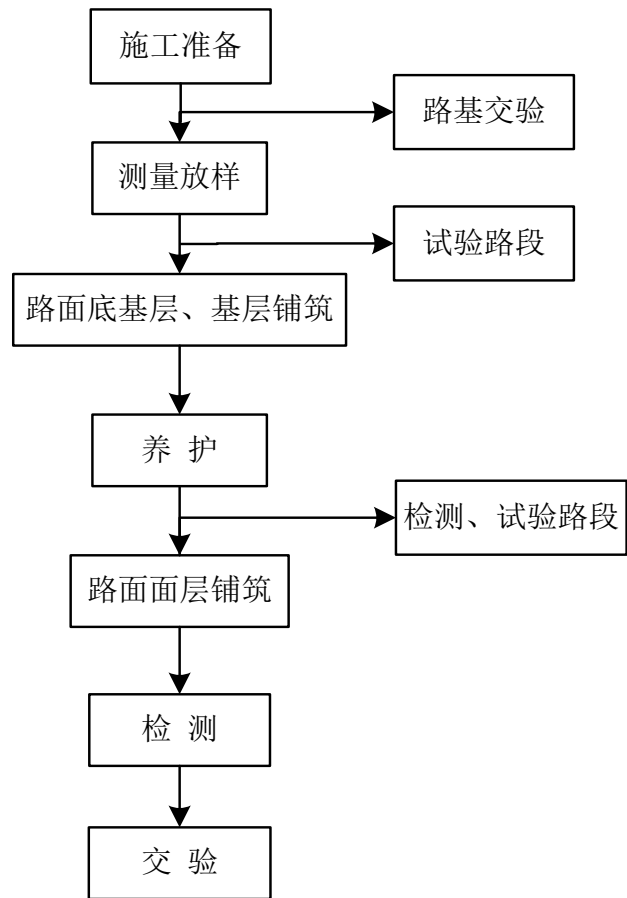 施工准备
路基交验
测量放样
试验路段
路面底基层、基层铺筑
养 护
检测、试验路段
路面面层铺筑
检 测
交 验